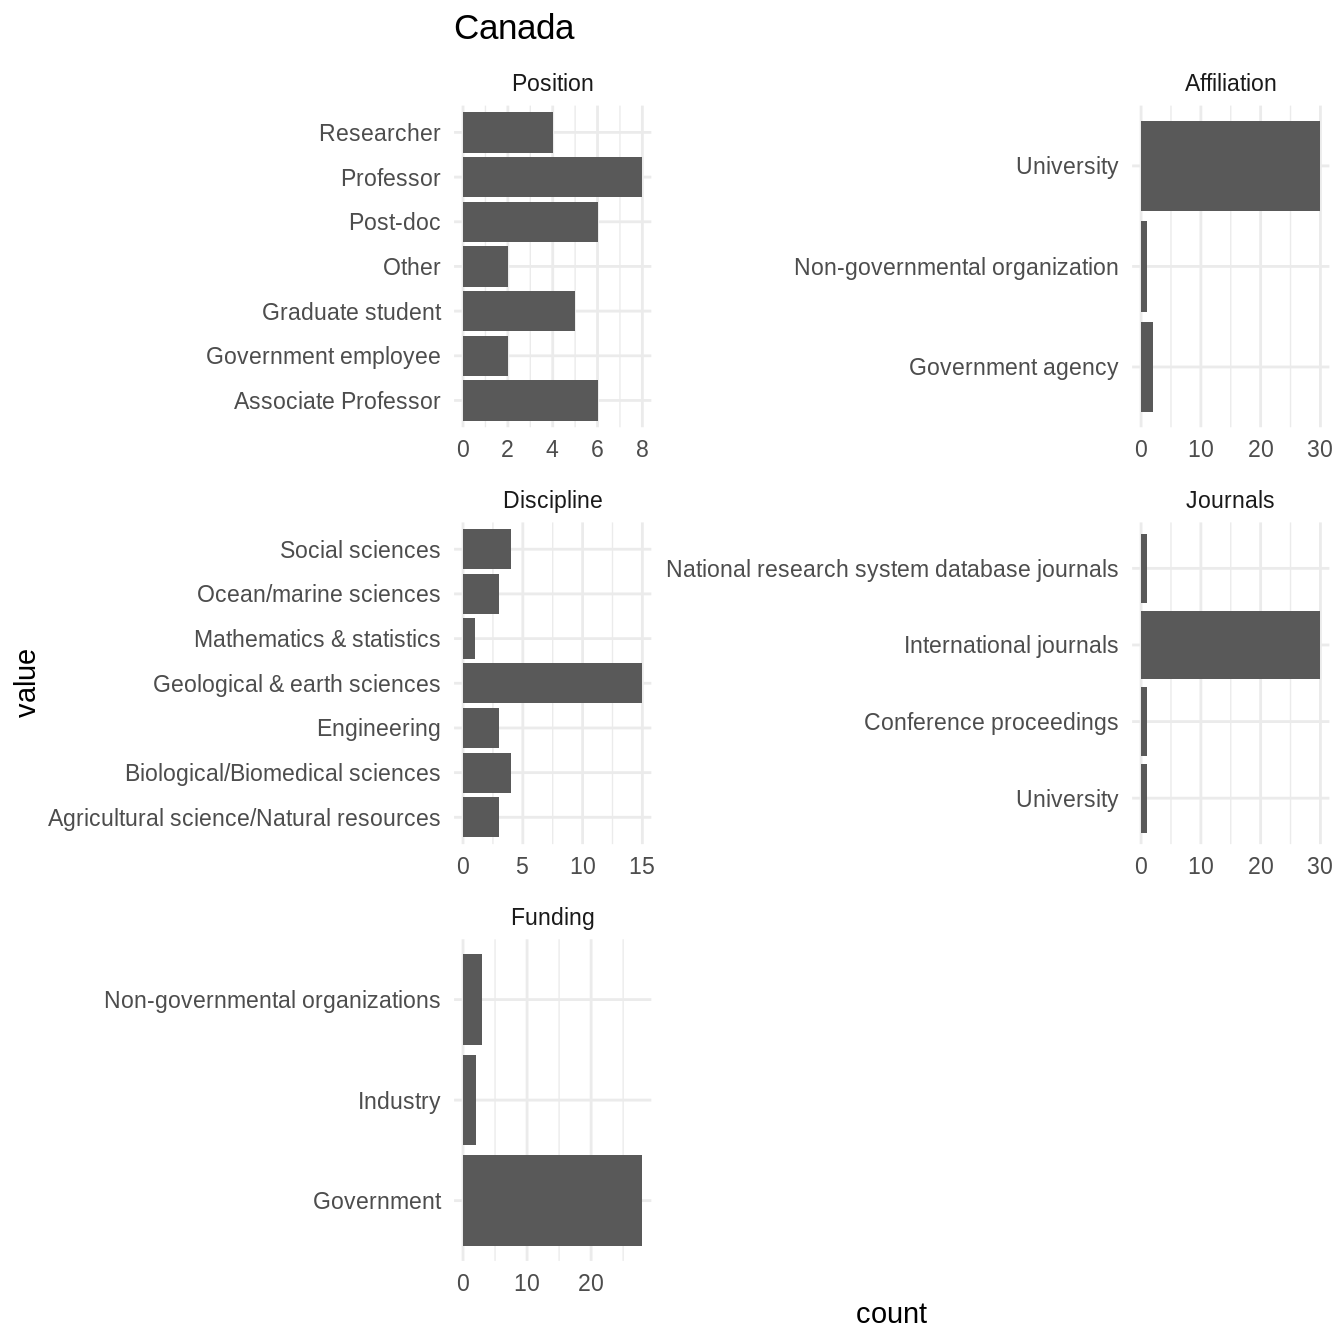 Canada
Position
Researcher
Professor
Post-doc
Other
Graduate student
Government employee
Associate Professor
0 2 4 6 8
Affiliation
University
Non-governmental organization
Government agency
0 10 20 30
Discipline
Social sciences
Ocean/marine sciences
Mathematics & statistics
Geological & earth sciences
Engineering
Biological/Biomedical sciences
Agricultural science/Natural resources
0 5 10 15
Journals
National research system database journals
International journals
Conference proceedings
University
0 10 20 30
Funding
Non-governmental organizations
Industry
Government
0 10 20
value
count